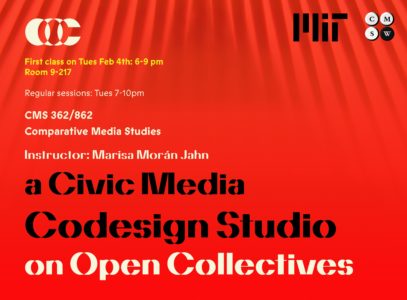 MIT
C M
S W
First class on Tues Feb 4th: 6-9 pm
Room 9-217
Regular sessions: Tues 7-10pm
CMS 362/862
Comparative Media Studies
Instructor: Marisa Morán Jahn
a Civic Media
Codesign Studio
on Open Collectives